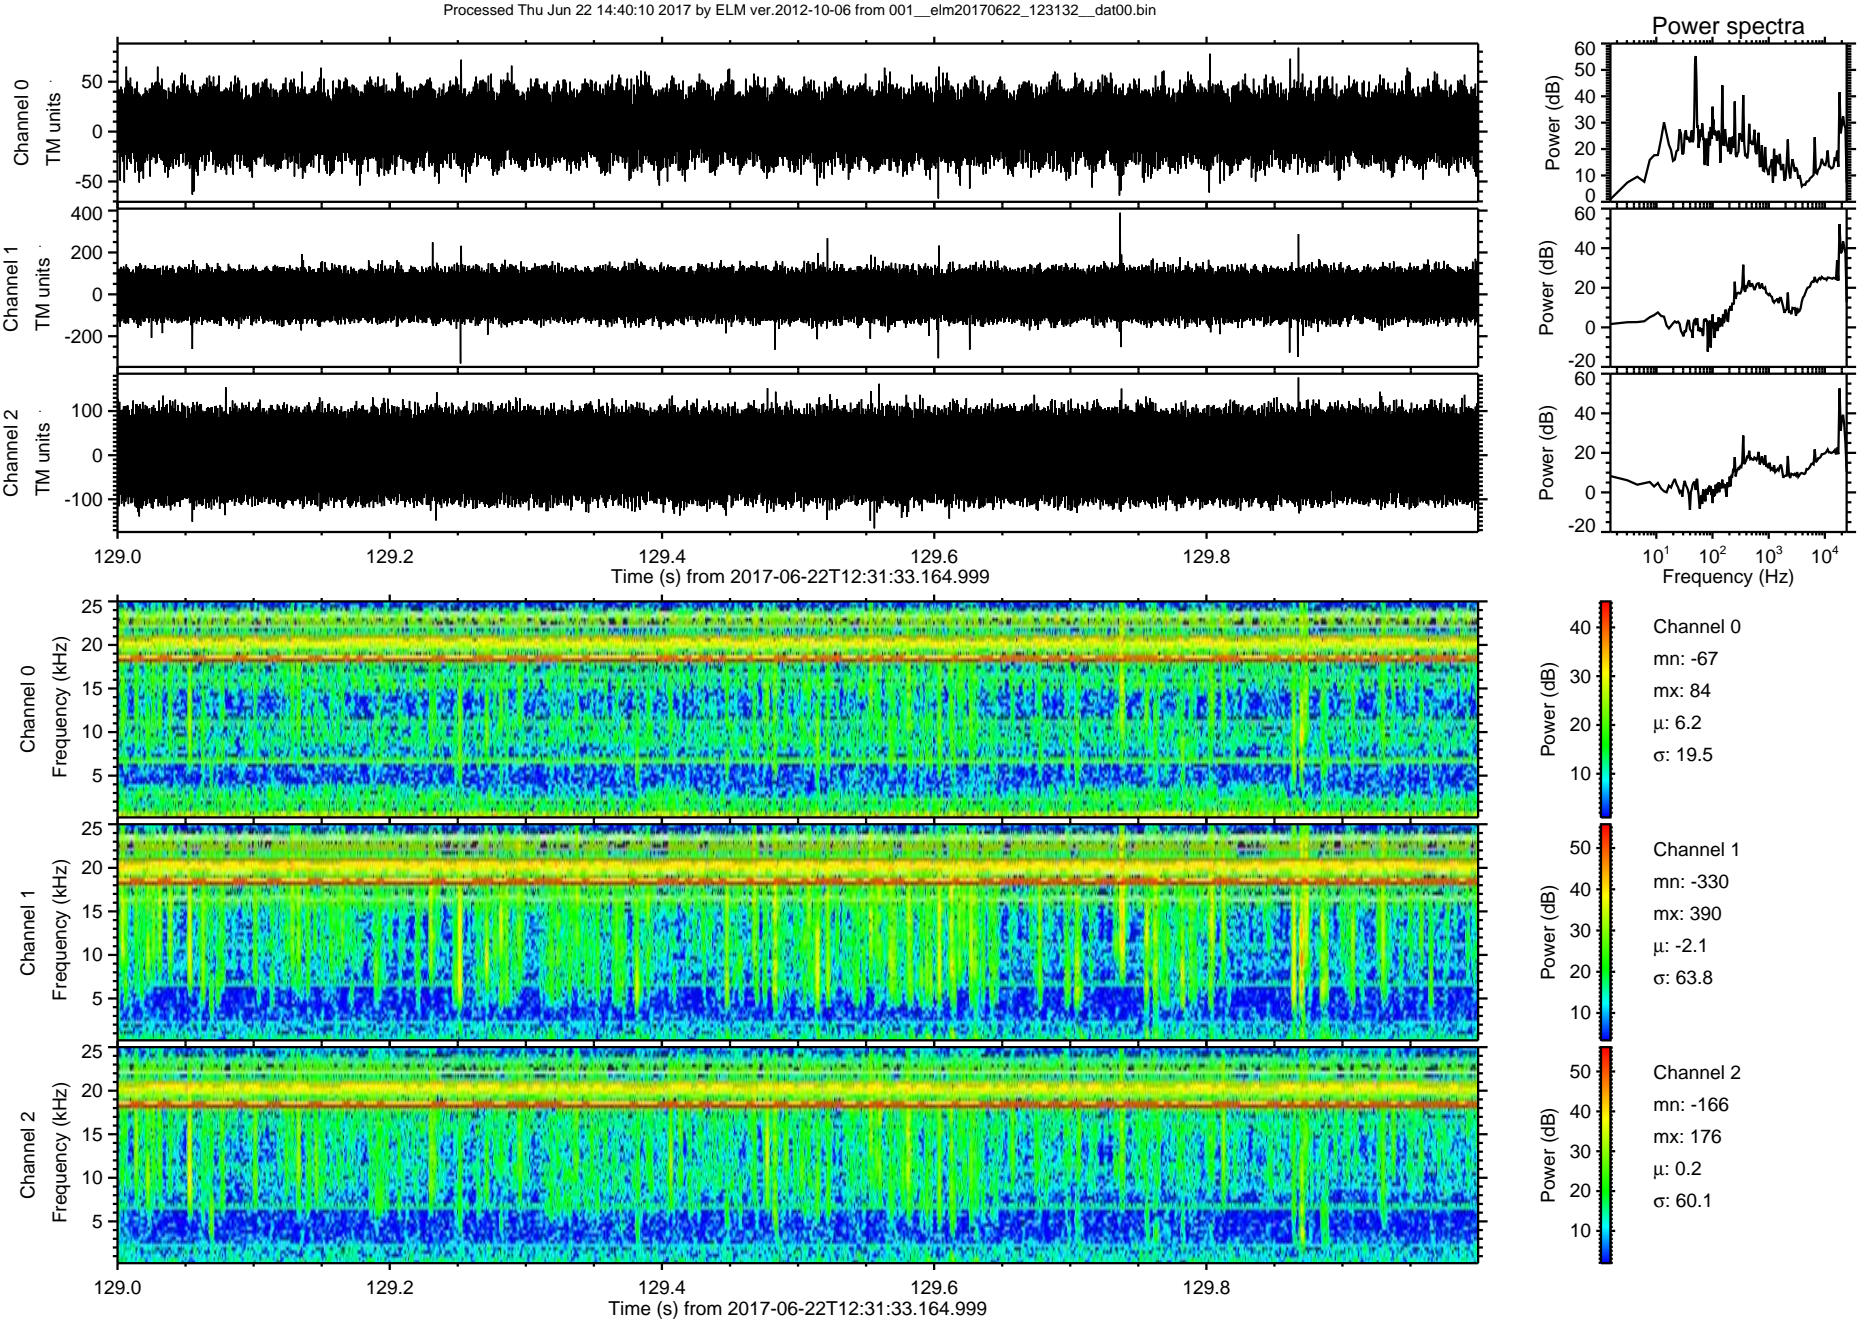 Processed Thu Jun 22 14:40:10 2017 by ELM ver.2012-10-06 from 001__elm20170622_123132__dat00.bin
Power spectra
Channel 0
TM units
50
0
-50
Power (dB)
60
50
40
30
20
10
0
Channel 1
TM units
400
200
0
-200
Power (dB)
60
40
20
0
-20
Channel 2
TM units
100
0
-100
Power (dB)
60
40
20
0
-20
129.0 129.2 129.4 129.6 129.8
Time (s) from 2017-06-22T12:31:33.164.999
10^1 10^2 10^3 10^4
Frequency (Hz)
Channel 0
Frequency (kHz)
25
20
15
10
5
Power (dB)
40
30
20
10
Channel 0
mn: -67
mx: 84
μ: 6.2
σ: 19.5
Channel 1
Frequency (kHz)
25
20
15
10
5
Power (dB)
50
40
30
20
10
Channel 1
mn: -330
mx: 390
μ: -2.1
σ: 63.8
Channel 2
Frequency (kHz)
25
20
15
10
5
Power (dB)
50
40
30
20
10
Channel 2
mn: -166
mx: 176
μ: 0.2
σ: 60.1
129.0 129.2 129.4 129.6 129.8
Time (s) from 2017-06-22T12:31:33.164.999